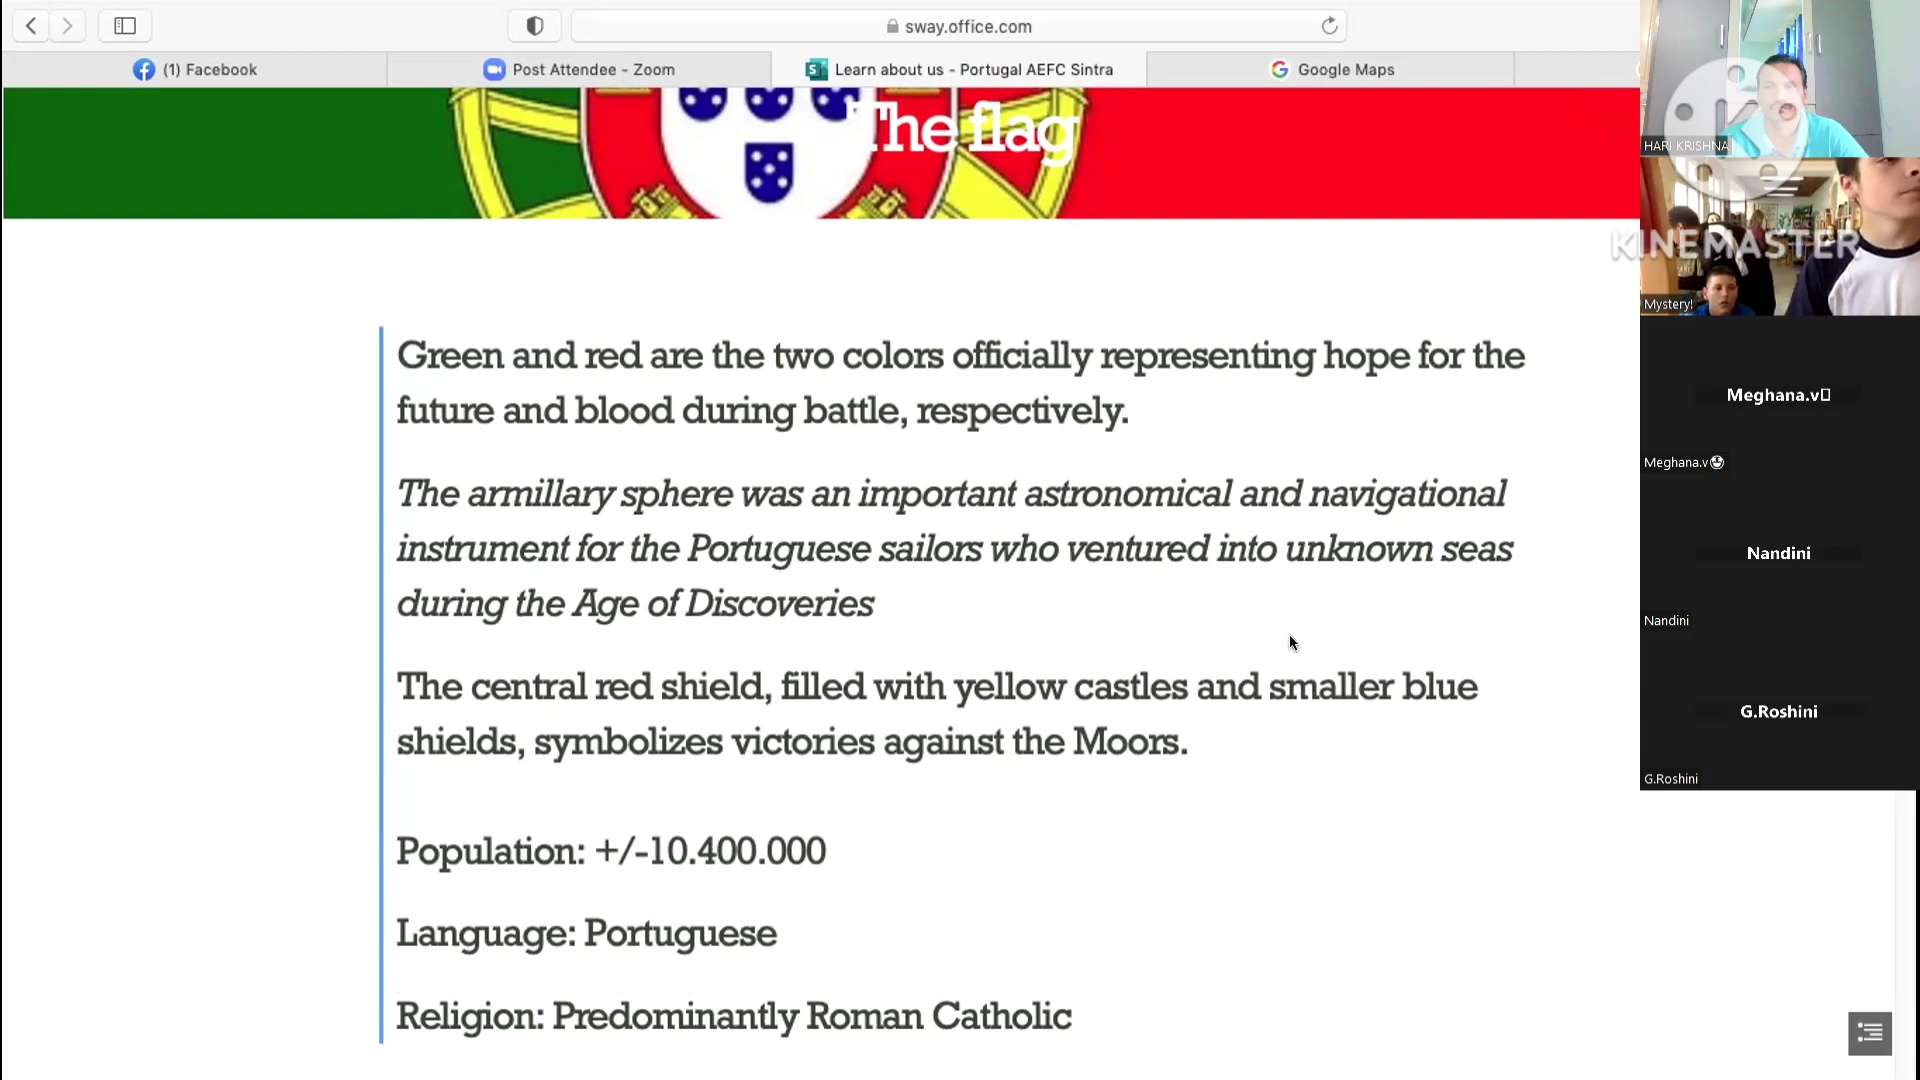 sway.office.com
(1) Facebook
Post Attendee - Zoom
Learn about us - Portugal AEFC Sintra
Google Maps
The flag
Green and red are the two colors officially representing hope for the
future and blood during battle, respectively.
The armillary sphere was an important astronomical and navigational
instrument for the Portuguese sailors who ventured into unknown seas
during the Age of Discoveries
The central red shield, filled with yellow castles and smaller blue
shields, symbolizes victories against the Moors.
Population: +/-10.400.000
Language: Portuguese
Religion: Predominantly Roman Catholic
HARI KRISHNA
KINEMASTER
Mystery!
Meghana.v
Meghana.v
Nandini
Nandini
G.Roshini
G.Roshini